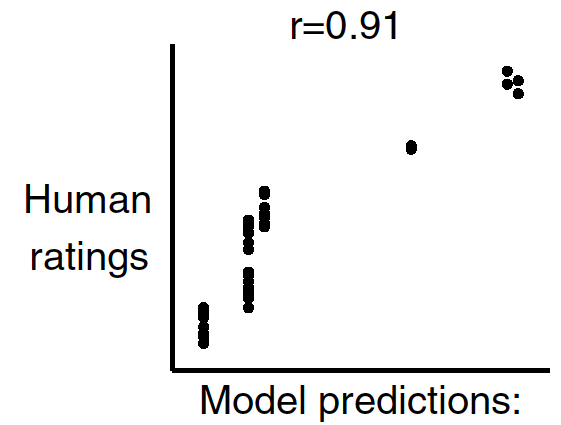 r=0.91
Human
ratings
Model predictions: